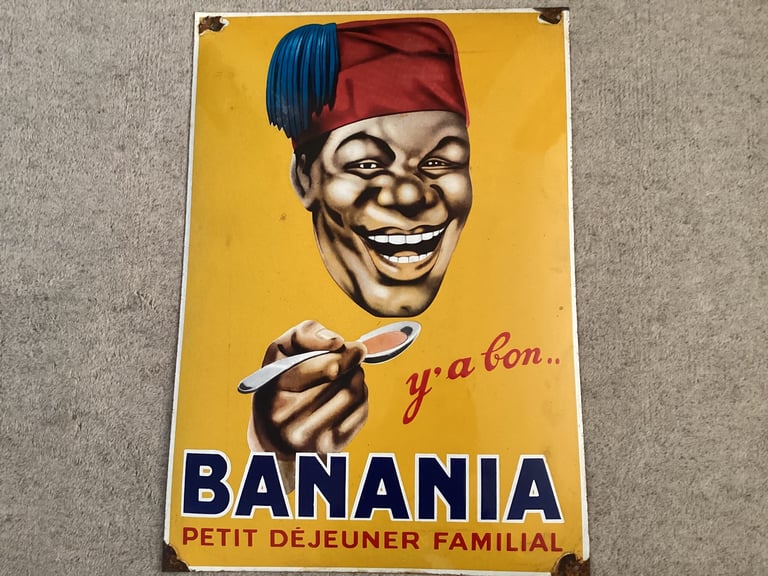 y'a bon..
BANANIA
PETIT DÉJEUNER FAMILIAL